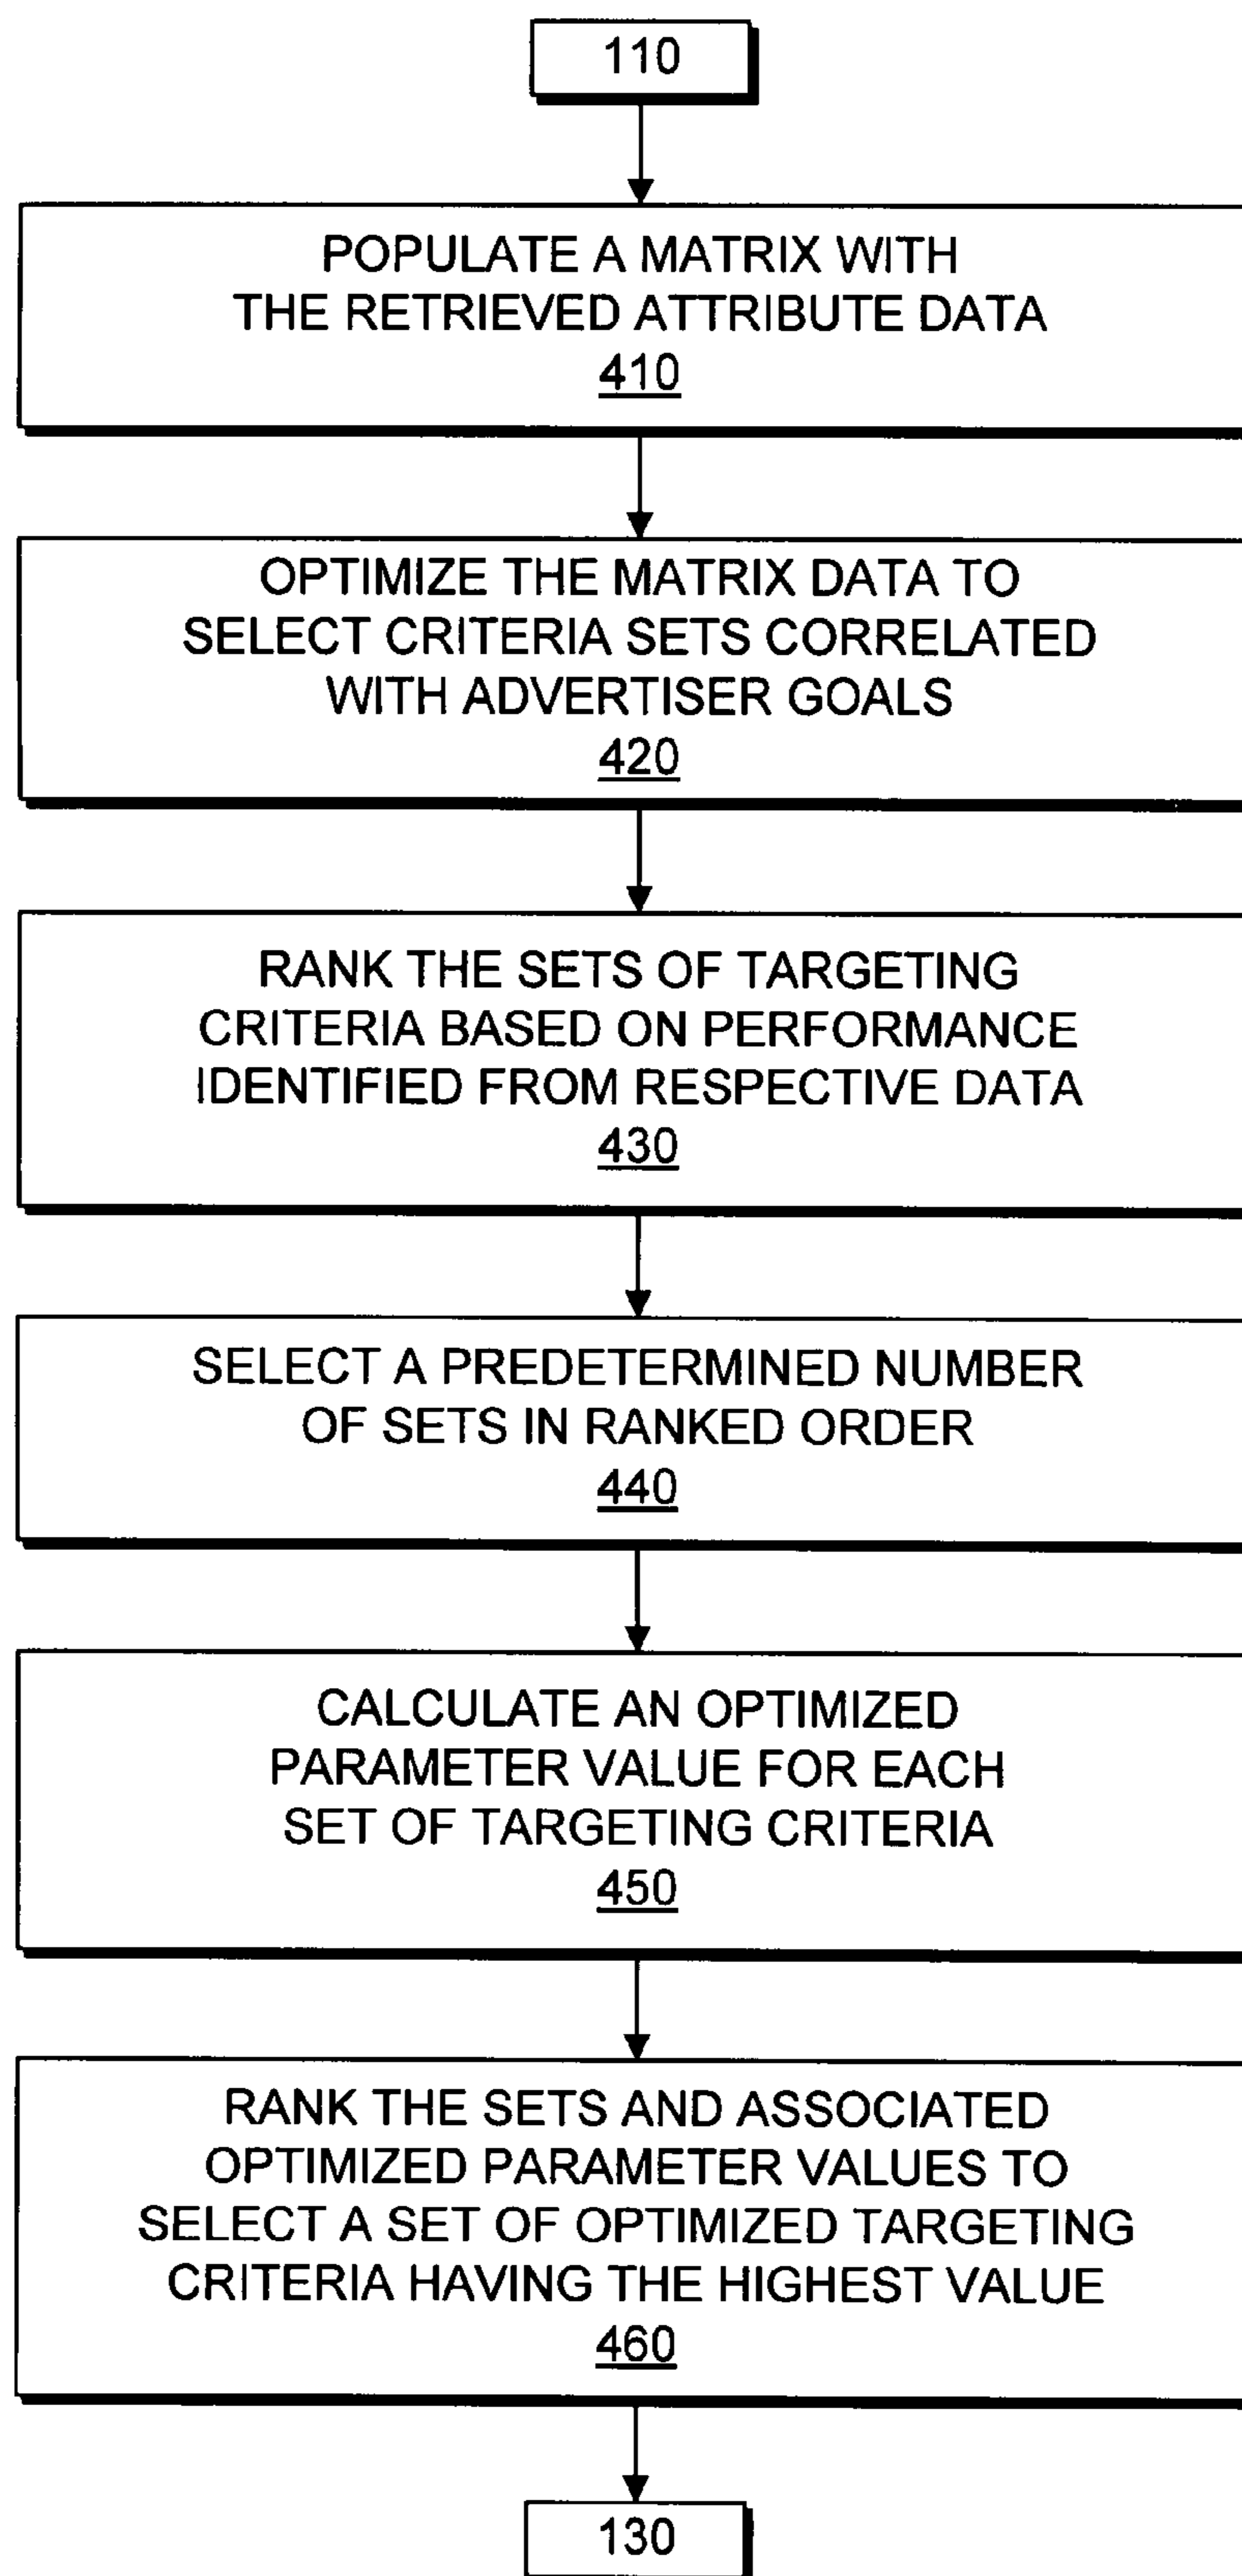 110
POPULATE A MATRIX WITH
THE RETRIEVED ATTRIBUTE DATA
410
OPTIMIZE THE MATRIX DATA TO
SELECT CRITERIA SETS CORRELATED
WITH ADVERTISER GOALS
420
RANK THE SETS OF TARGETING
CRITERIA BASED ON PERFORMANCE
IDENTIFIED FROM RESPECTIVE DATA
430
SELECT A PREDETERMINED NUMBER
OF SETS IN RANKED ORDER
440
CALCULATE AN OPTIMIZED
PARAMETER VALUE FOR EACH
SET OF TARGETING CRITERIA
450
RANK THE SETS AND ASSOCIATED
OPTIMIZED PARAMETER VALUES TO
SELECT A SET OF OPTIMIZED TARGETING
CRITERIA HAVING THE HIGHEST VALUE
460
130